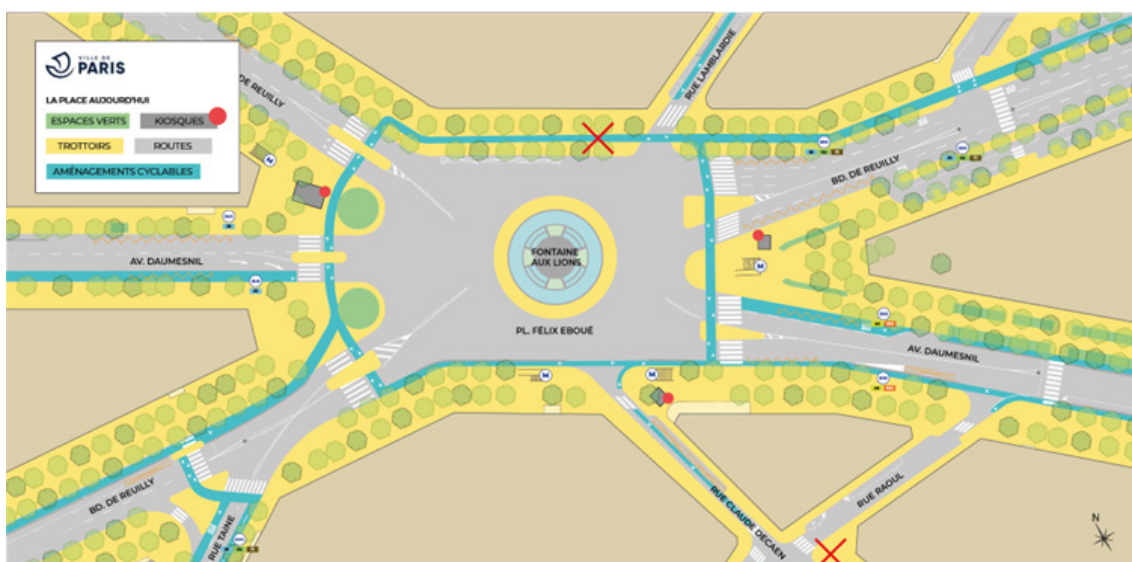 VILLE DE
PARIS
LA PLACE AUJOURD'HUI
ESPACES VERTS
KIOSQUES
TROTTOIRS
ROUTES
AMÉNAGEMENTS CYCLABLES
DE REUILLY
RUE LAMBLARDIE
BD. DE REUILLY
M
AV. DAUMESNIL
FONTAINE
AUX LIONS
M
PL. FÉLIX EBOUÉ
AV. DAUMESNIL
M
M
BD. DE REUILLY
RUE TAINE
RUE CLAUDE DECAEN
RUE RAOUL
N